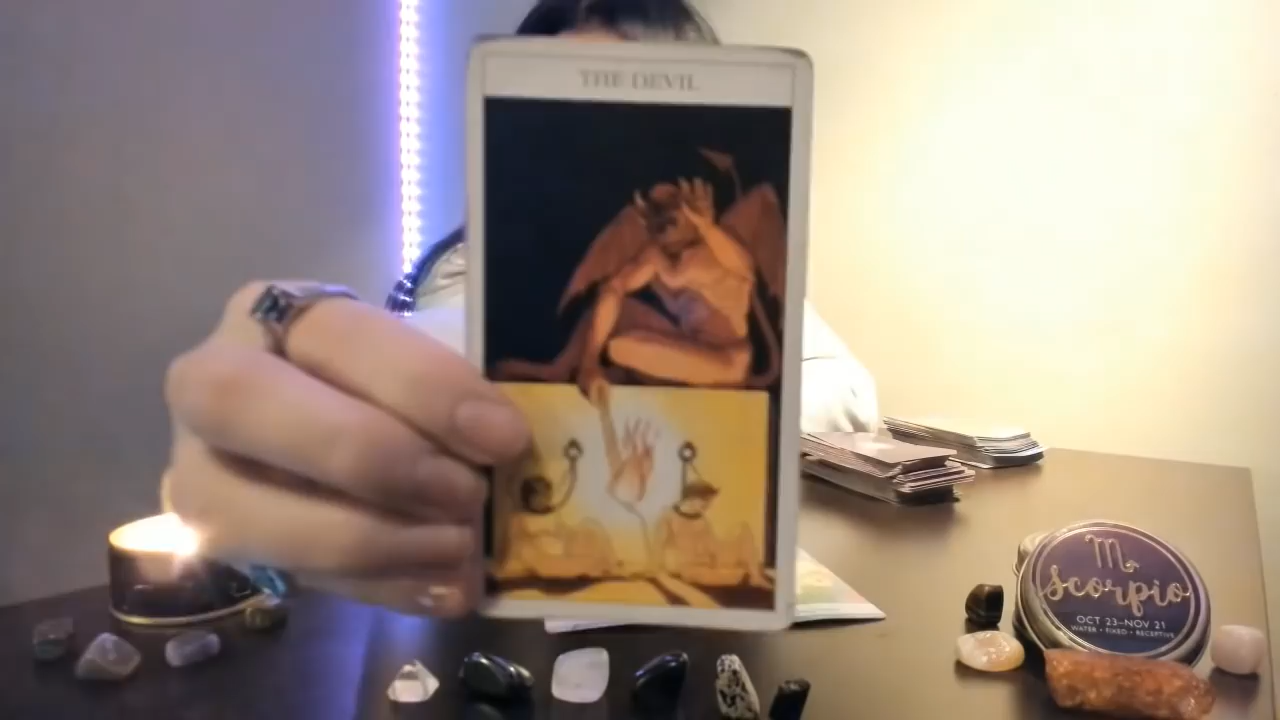 THE DEVIL
M
scorpio
OCT 23-NOV 21
WATER • FIXED • RECEPTIVE